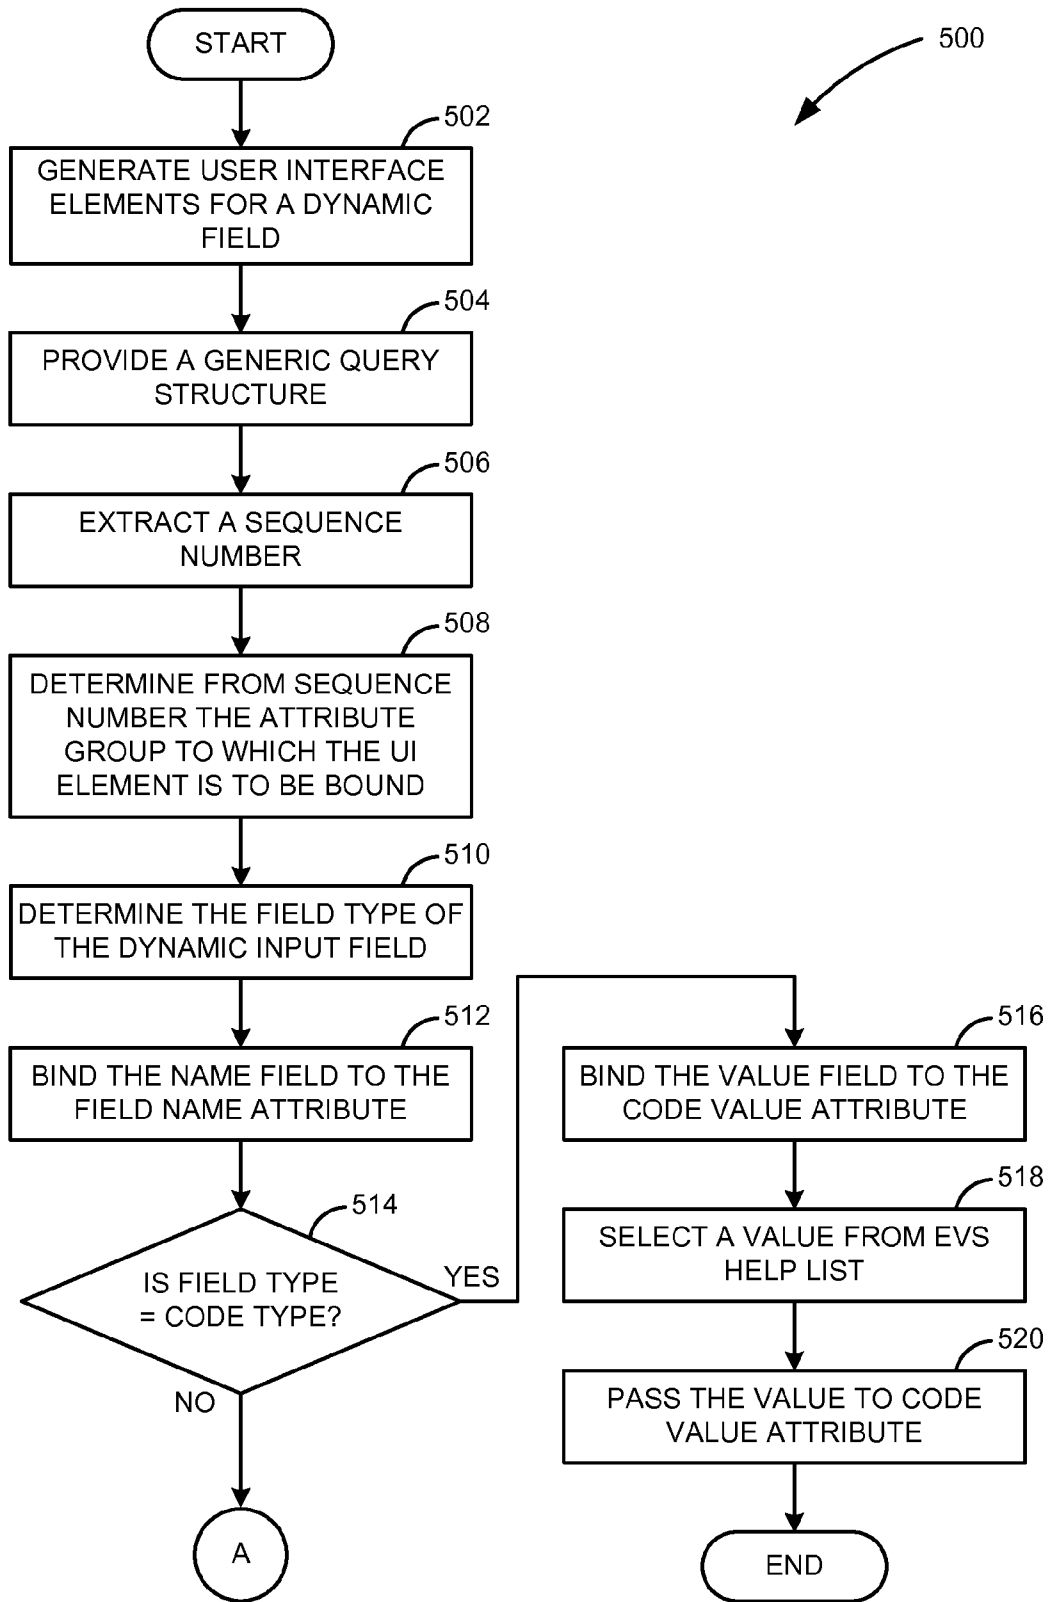 START
500
502
GENERATE USER INTERFACE
ELEMENTS FOR A DYNAMIC
FIELD
504
PROVIDE A GENERIC QUERY
STRUCTURE
506
EXTRACT A SEQUENCE
NUMBER
508
DETERMINE FROM SEQUENCE
NUMBER THE ATTRIBUTE
GROUP TO WHICH THE UI
ELEMENT IS TO BE BOUND
510
DETERMINE THE FIELD TYPE OF
THE DYNAMIC INPUT FIELD
512
BIND THE NAME FIELD TO THE
FIELD NAME ATTRIBUTE
514
IS FIELD TYPE
= CODE TYPE?
YES
NO
A
516
BIND THE VALUE FIELD TO THE
CODE VALUE ATTRIBUTE
518
SELECT A VALUE FROM EVS
HELP LIST
520
PASS THE VALUE TO CODE
VALUE ATTRIBUTE
END